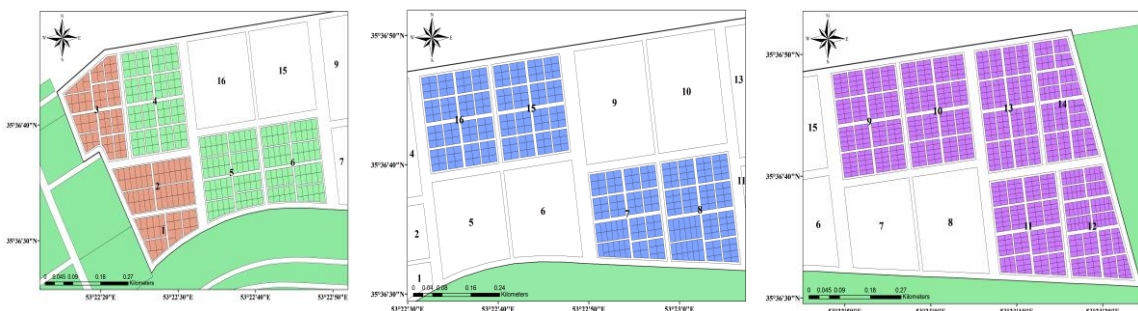 N
W
E
S
16
15
9
3
4
35°36'40"N
5
6
7
2
1
35°36'30"N
0 0.045 0.09 0.18 0.27
Kilometers
53°22'20"E 53°22'30"E 53°22'40"E 53°22'50"E
N
W
E
S
35°36'50"N
13
9
10
16
15
4
35°36'40"N
5
6
7
8
11
2
1
35°36'30"N
0 0.04 0.08 0.16 0.24
Kilometers
53°22'30"E 53°22'40"E 53°22'50"E 53°23'0"E
N
W
E
S
35°36'50"N
15
9
10
13
14
35°36'40"N
6
7
8
11
12
35°36'30"N
0 0.045 0.09 0.18 0.27
Kilometers